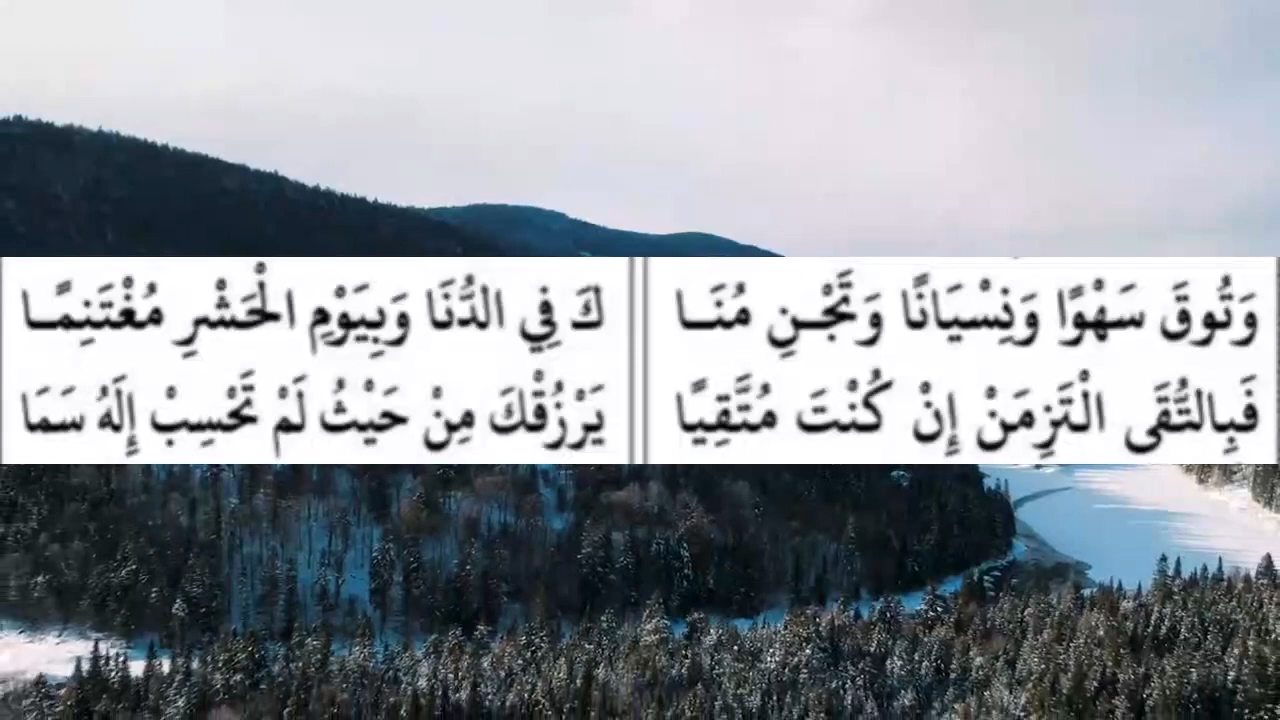 وَتُوقَ سَهْوًا وَنِسْيَانًا وَتَجْنِ مُنَا كَ فِي الدُّنَا وَبِيَوْمِ الْحَشْرِ مُغْتَنِمًا
فَبِالتُّقَى الْتَزِمَنْ إِنْ كُنْتَ مُتَّقِيًا يَرْزُقْكَ مِنْ حَيْثُ لَمْ تَحْسِبْ إِلَهُ سَمَا